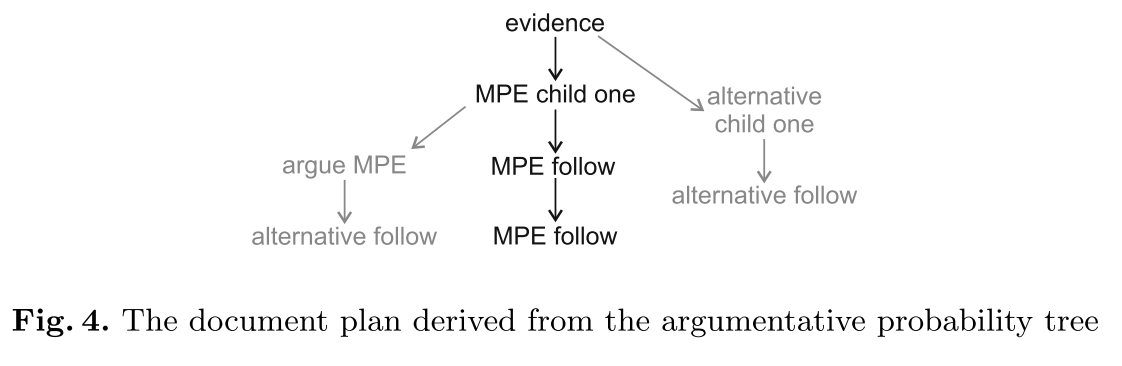 evidence
MPE child one
alternative
child one
argue MPE
MPE follow
alternative follow
alternative follow
MPE follow
Fig. 4. The document plan derived from the argumentative probability tree